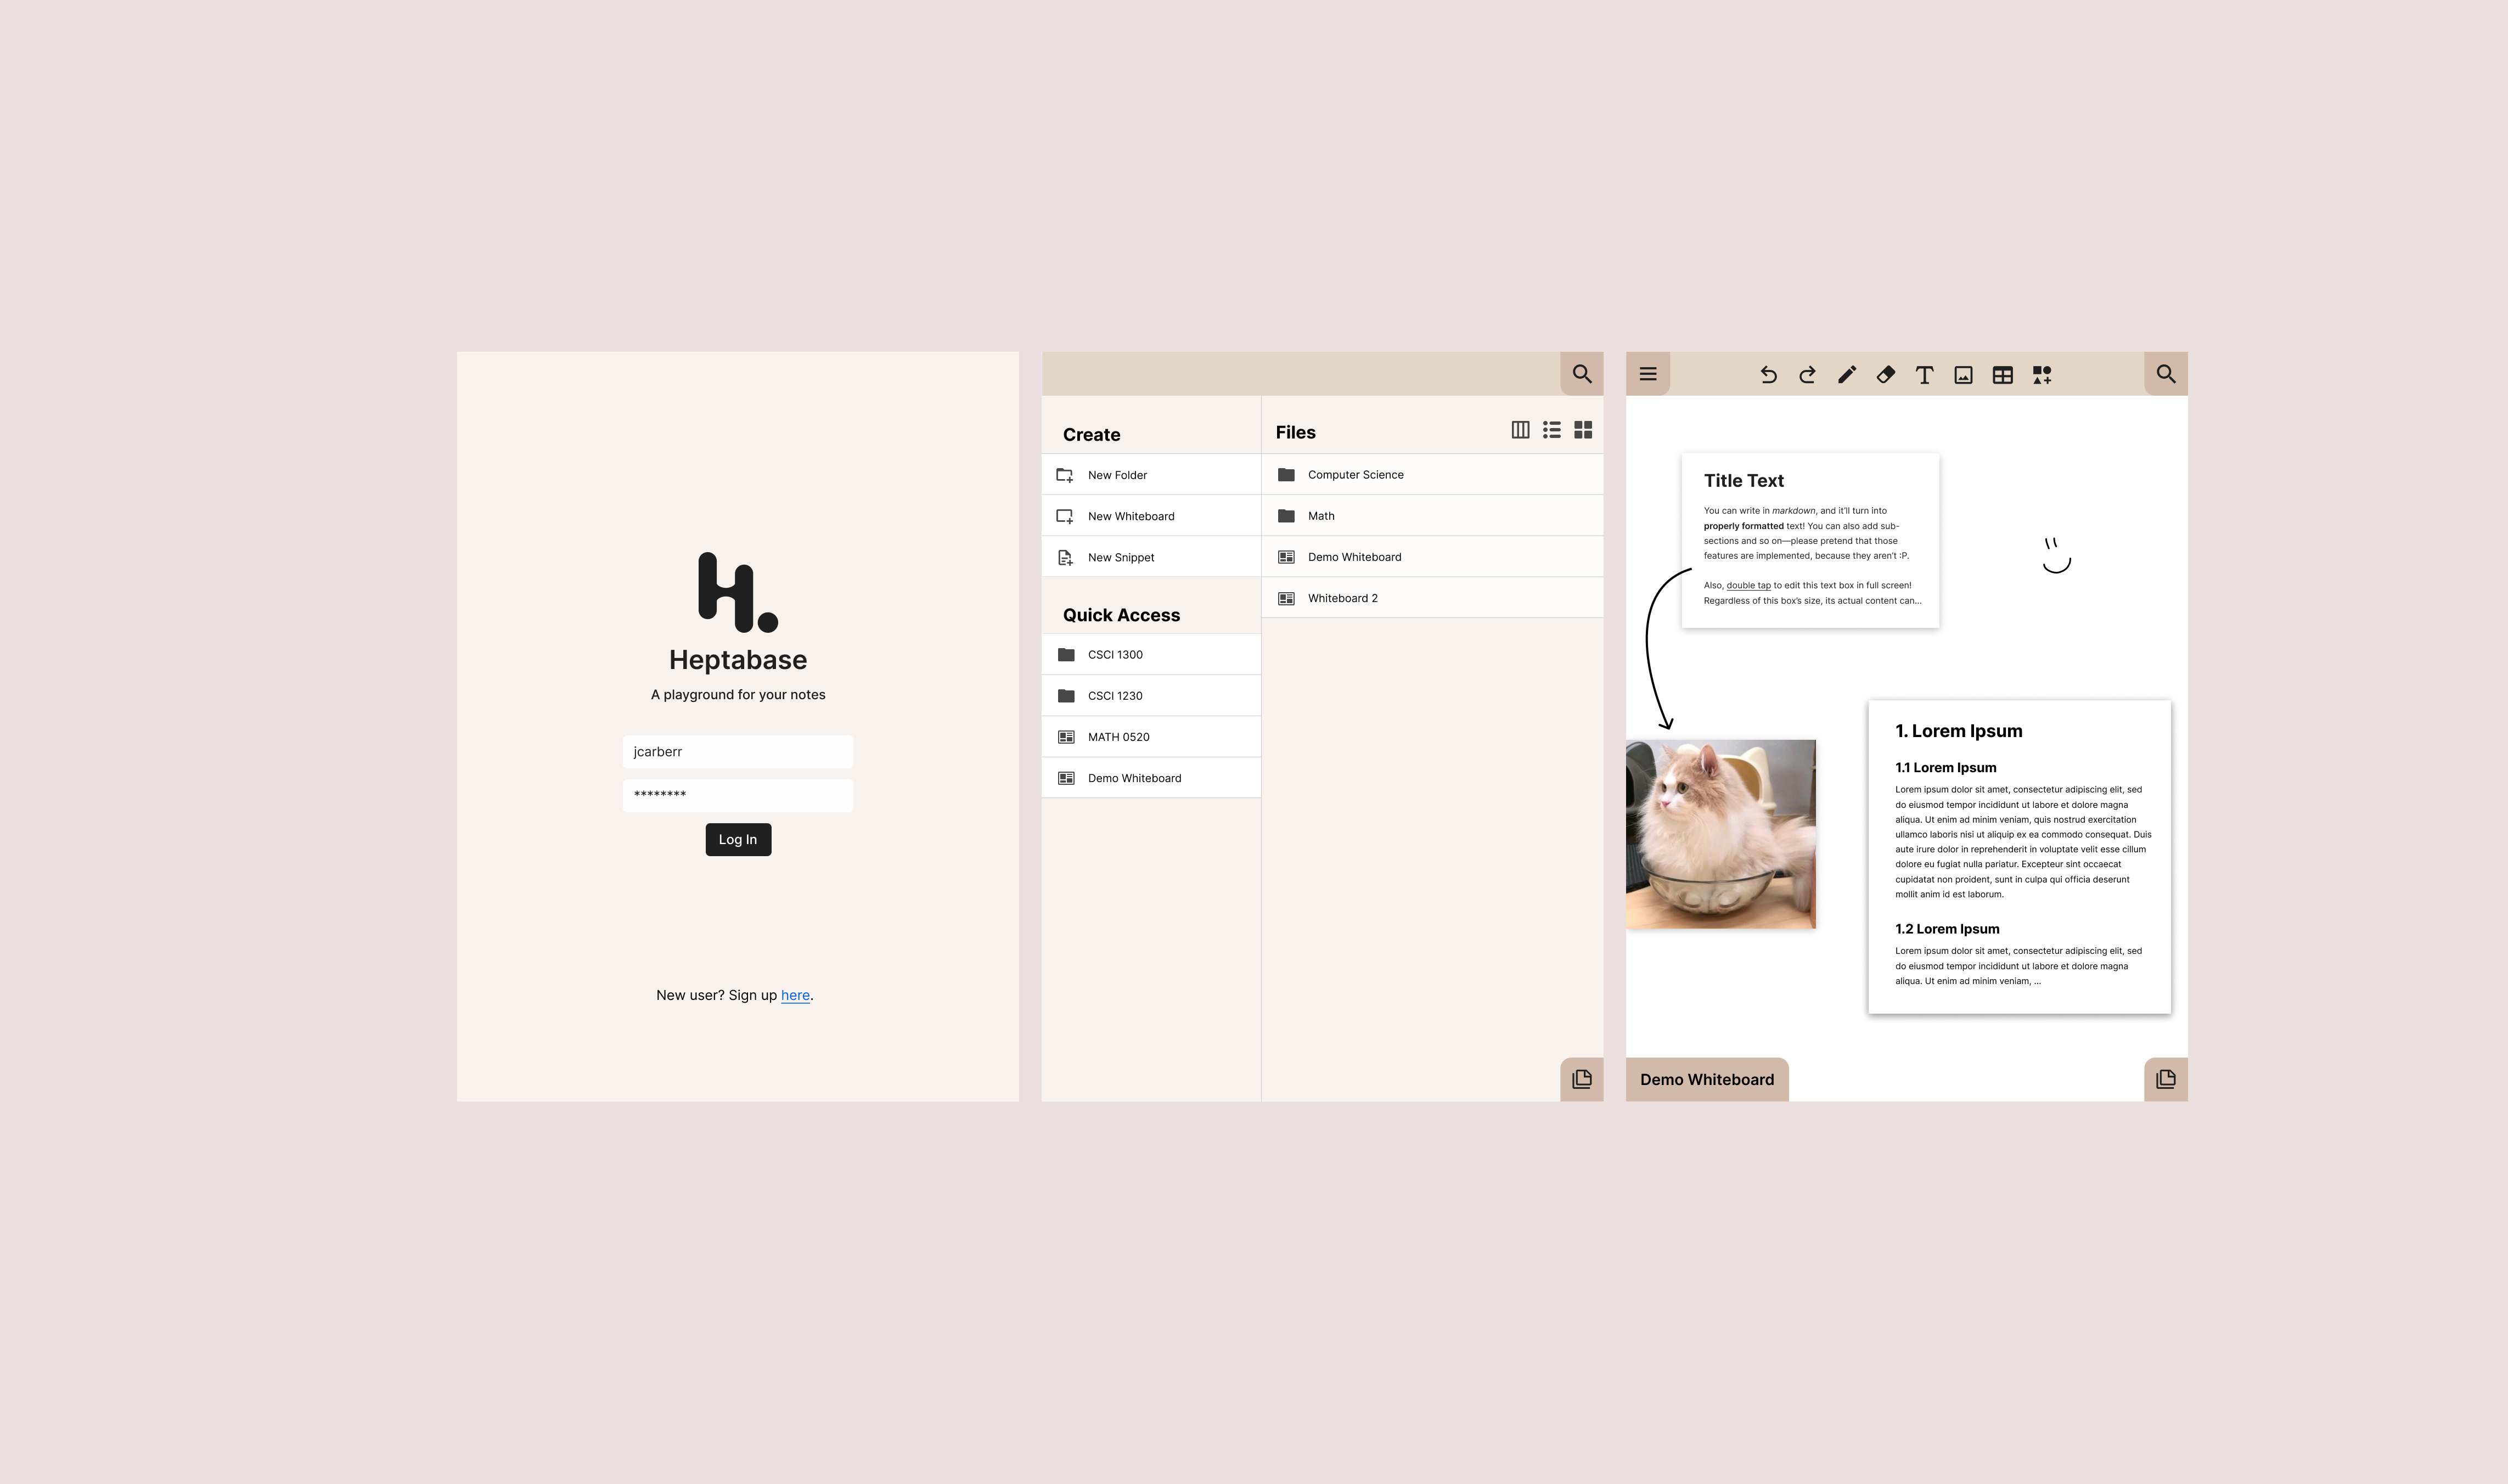 H.
Heptabase
A playground for your notes
jcarberr
********
Log In
New user? Sign up here.
Create
New Folder
New Whiteboard
New Snippet
Quick Access
CSCI 1300
CSCI 1230
MATH 0520
Demo Whiteboard
Files
Computer Science
Math
Demo Whiteboard
Whiteboard 2
Title Text
You can write in markdown, and it'll turn into
properly formatted text! You can also add sub-
sections and so on—please pretend that those
features are implemented, because they aren't :P.
Also, double tap to edit this text box in full screen!
Regardless of this box's size, its actual content can...
1. Lorem Ipsum
1.1 Lorem Ipsum
Lorem ipsum dolor sit amet, consectetur adipiscing elit, sed
do eiusmod tempor incididunt ut labore et dolore magna
aliqua. Ut enim ad minim veniam, quis nostrud exercitation
ullamco laboris nisi ut aliquip ex ea commodo consequat. Duis
aute irure dolor in reprehenderit in voluptate velit esse cillum
dolore eu fugiat nulla pariatur. Excepteur sint occaecat
cupidatat non proident, sunt in culpa qui officia deserunt
mollit anim id est laborum.
1.2 Lorem Ipsum
Lorem ipsum dolor sit amet, consectetur adipiscing elit, sed
do eiusmod tempor incididunt ut labore et dolore magna
aliqua. Ut enim ad minim veniam, ...
Demo Whiteboard